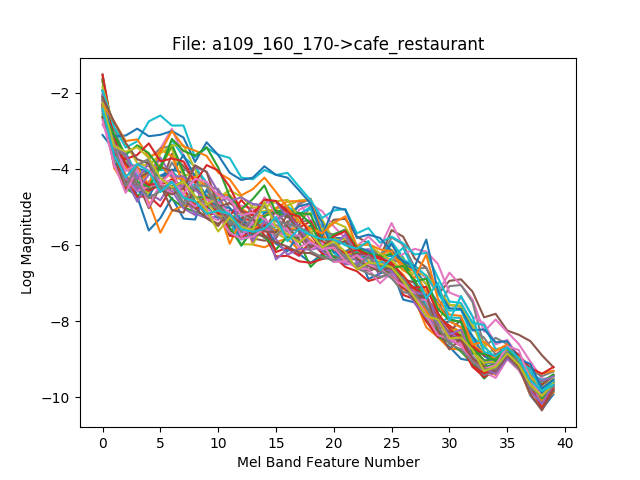 File: a109_160_170->cafe_restaurant
−2
−4
−6
−8
−10
Log Magnitude
0 5 10 15 20 25 30 35 40
Mel Band Feature Number